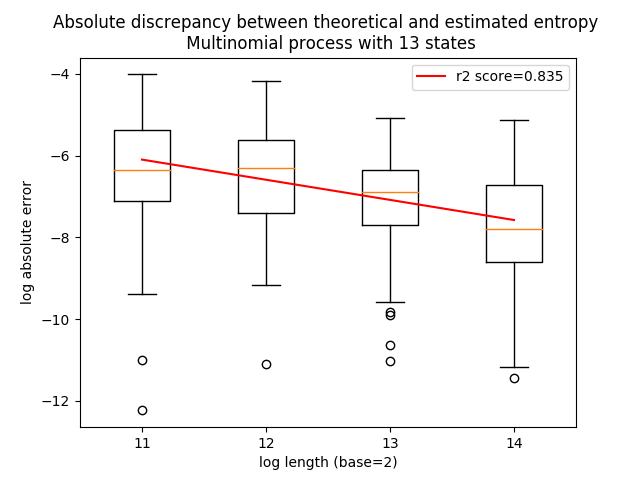 Absolute discrepancy between theoretical and estimated entropy
Multinomial process with 13 states
r2 score=0.835
log absolute error
−4
−6
−8
−10
−12
11 12 13 14
log length (base=2)